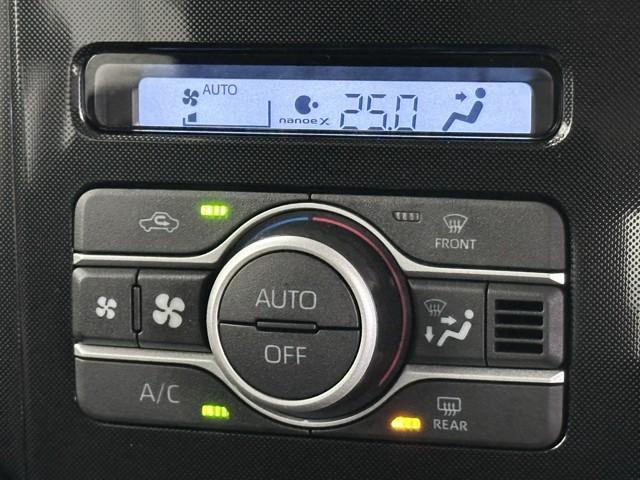 AUTO
nanoe X 25.0
FRONT
AUTO
OFF
A/C
REAR